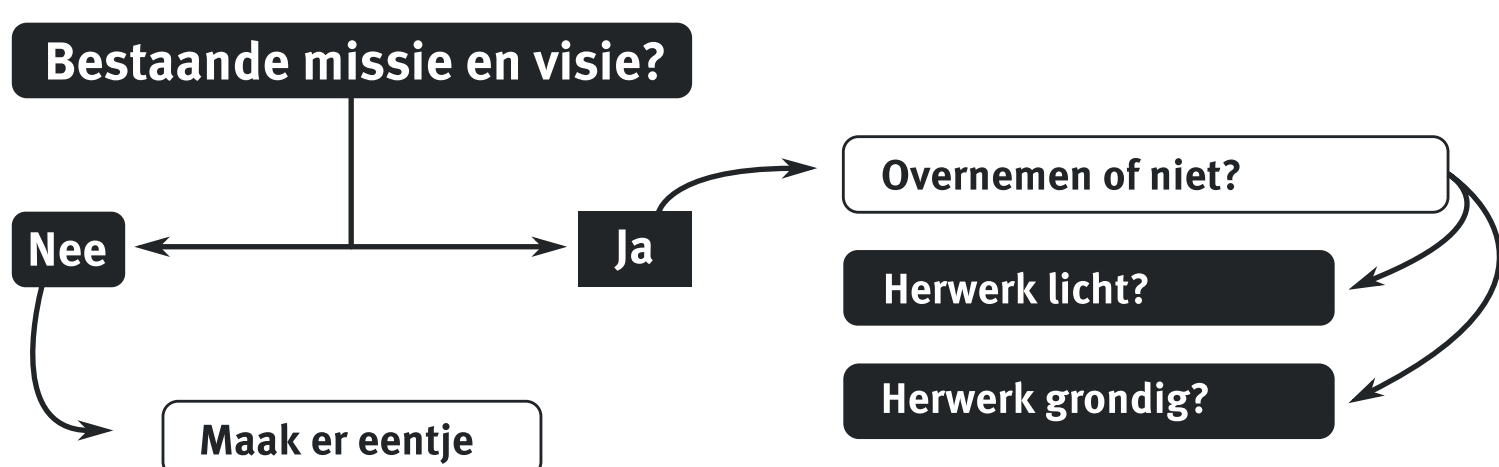 Bestaande missie en visie?
Overnemen of niet?
Nee
Ja
Herwerk licht?
Herwerk grondig?
Maak er eentje